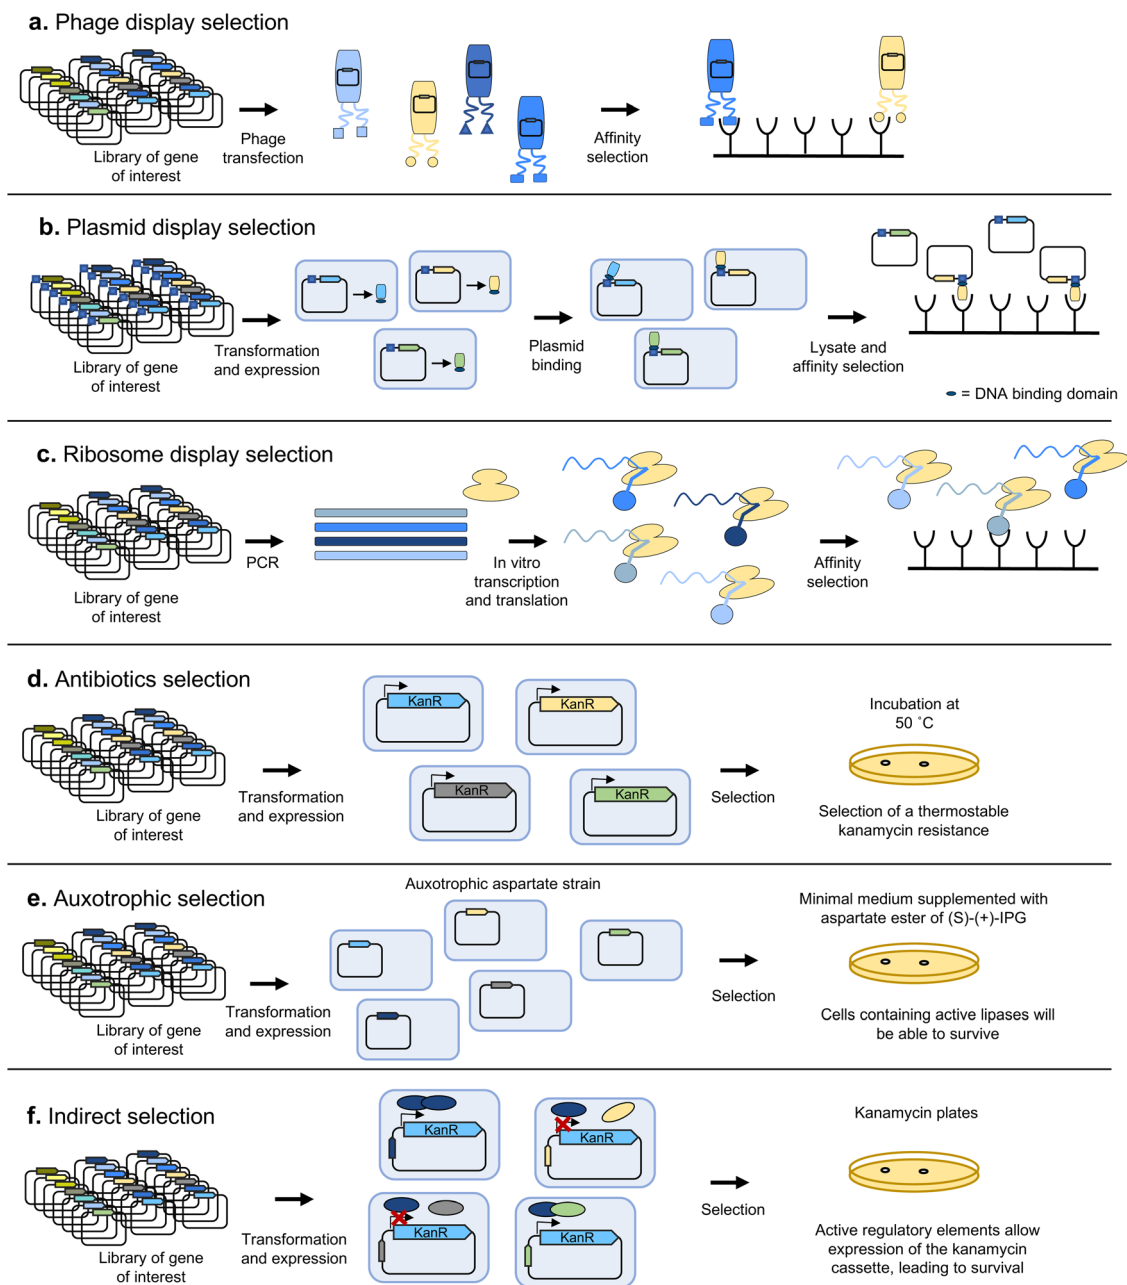 a. Phage display selection
Library of gene
of interest
Phage
transfection
Affinity
selection
b. Plasmid display selection
Library of gene
of interest
Transformation
and expression
Plasmid
binding
Lysate and
affinity selection
= DNA binding domain
c. Ribosome display selection
Library of gene
of interest
PCR
In vitro
transcription
and translation
Affinity
selection
d. Antibiotics selection
Library of gene
of interest
Transformation
and expression
KanR
KanR
KanR
KanR
Selection
Incubation at
50 ˚C
Selection of a thermostable
kanamycin resistance
e. Auxotrophic selection
Library of gene
of interest
Transformation
and expression
Auxotrophic aspartate strain
Selection
Minimal medium supplemented with
aspartate ester of (S)-(+)-IPG
Cells containing active lipases will
be able to survive
f. Indirect selection
Library of gene
of interest
Transformation
and expression
KanR
KanR
KanR
KanR
Selection
Kanamycin plates
Active regulatory elements allow
expression of the kanamycin
cassette, leading to survival